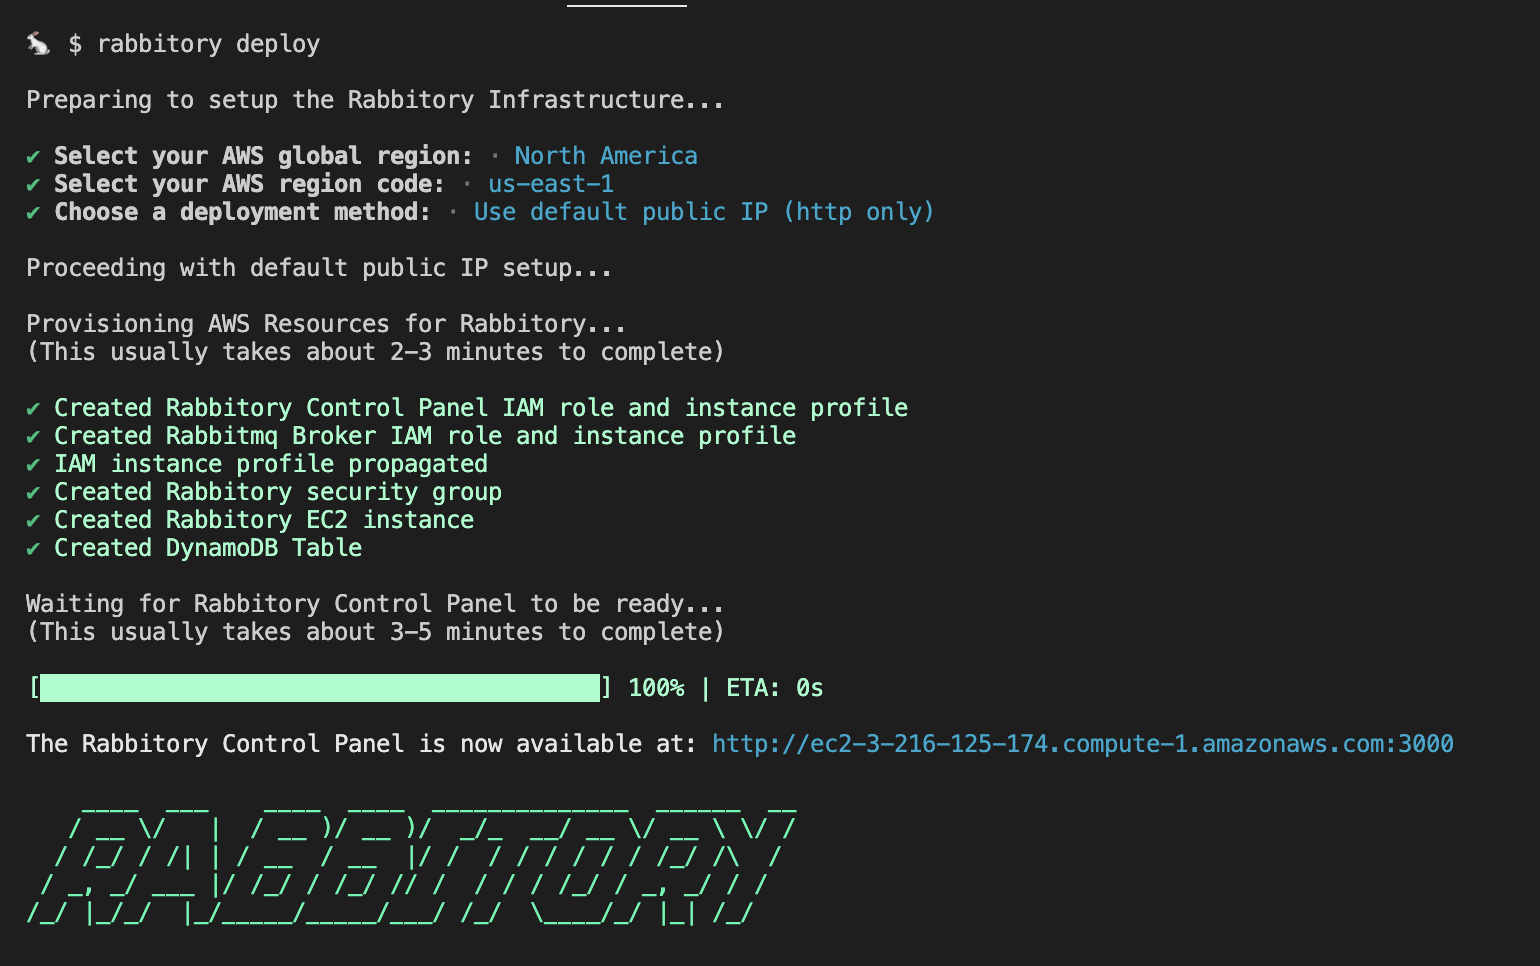 🐇 $ rabbitory deploy
Preparing to setup the Rabbitory Infrastructure...
✔ Select your AWS global region: · North America
✔ Select your AWS region code: · us-east-1
✔ Choose a deployment method: · Use default public IP (http only)
Proceeding with default public IP setup...
Provisioning AWS Resources for Rabbitory...
(This usually takes about 2-3 minutes to complete)
✔ Created Rabbitory Control Panel IAM role and instance profile
✔ Created Rabbitmq Broker IAM role and instance profile
✔ IAM instance profile propagated
✔ Created Rabbitory security group
✔ Created Rabbitory EC2 instance
✔ Created DynamoDB Table
Waiting for Rabbitory Control Panel to be ready...
(This usually takes about 3-5 minutes to complete)
[████████████████████████████████████████] 100% | ETA: 0s
The Rabbitory Control Panel is now available at: http://ec2-3-216-125-174.compute-1.amazonaws.com:3000
RABBITORY